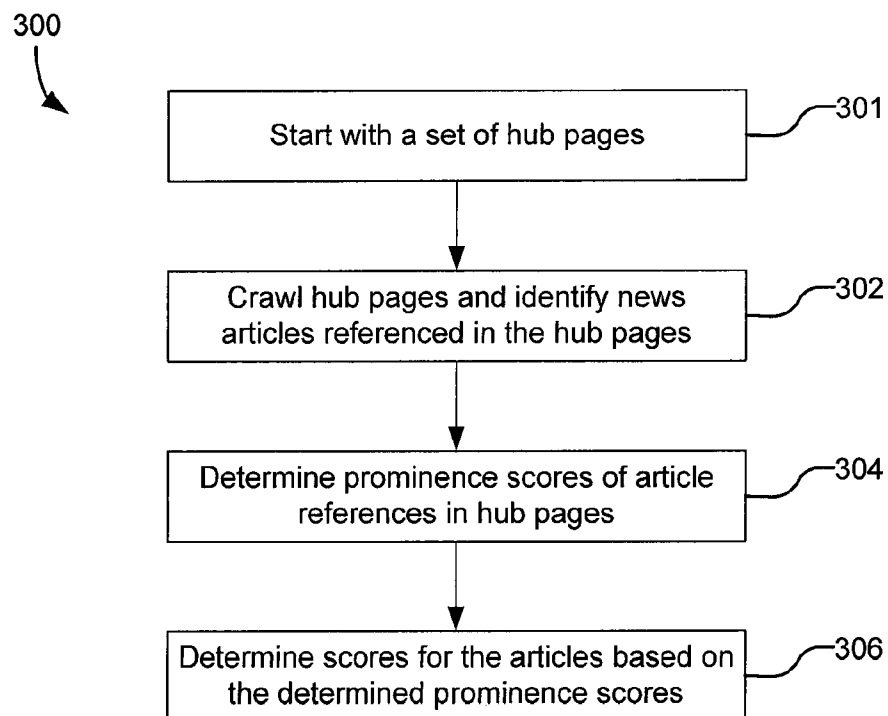 300
301
Start with a set of hub pages
302
Crawl hub pages and identify news
articles referenced in the hub pages
304
Determine prominence scores of article
references in hub pages
306
Determine scores for the articles based on
the determined prominence scores